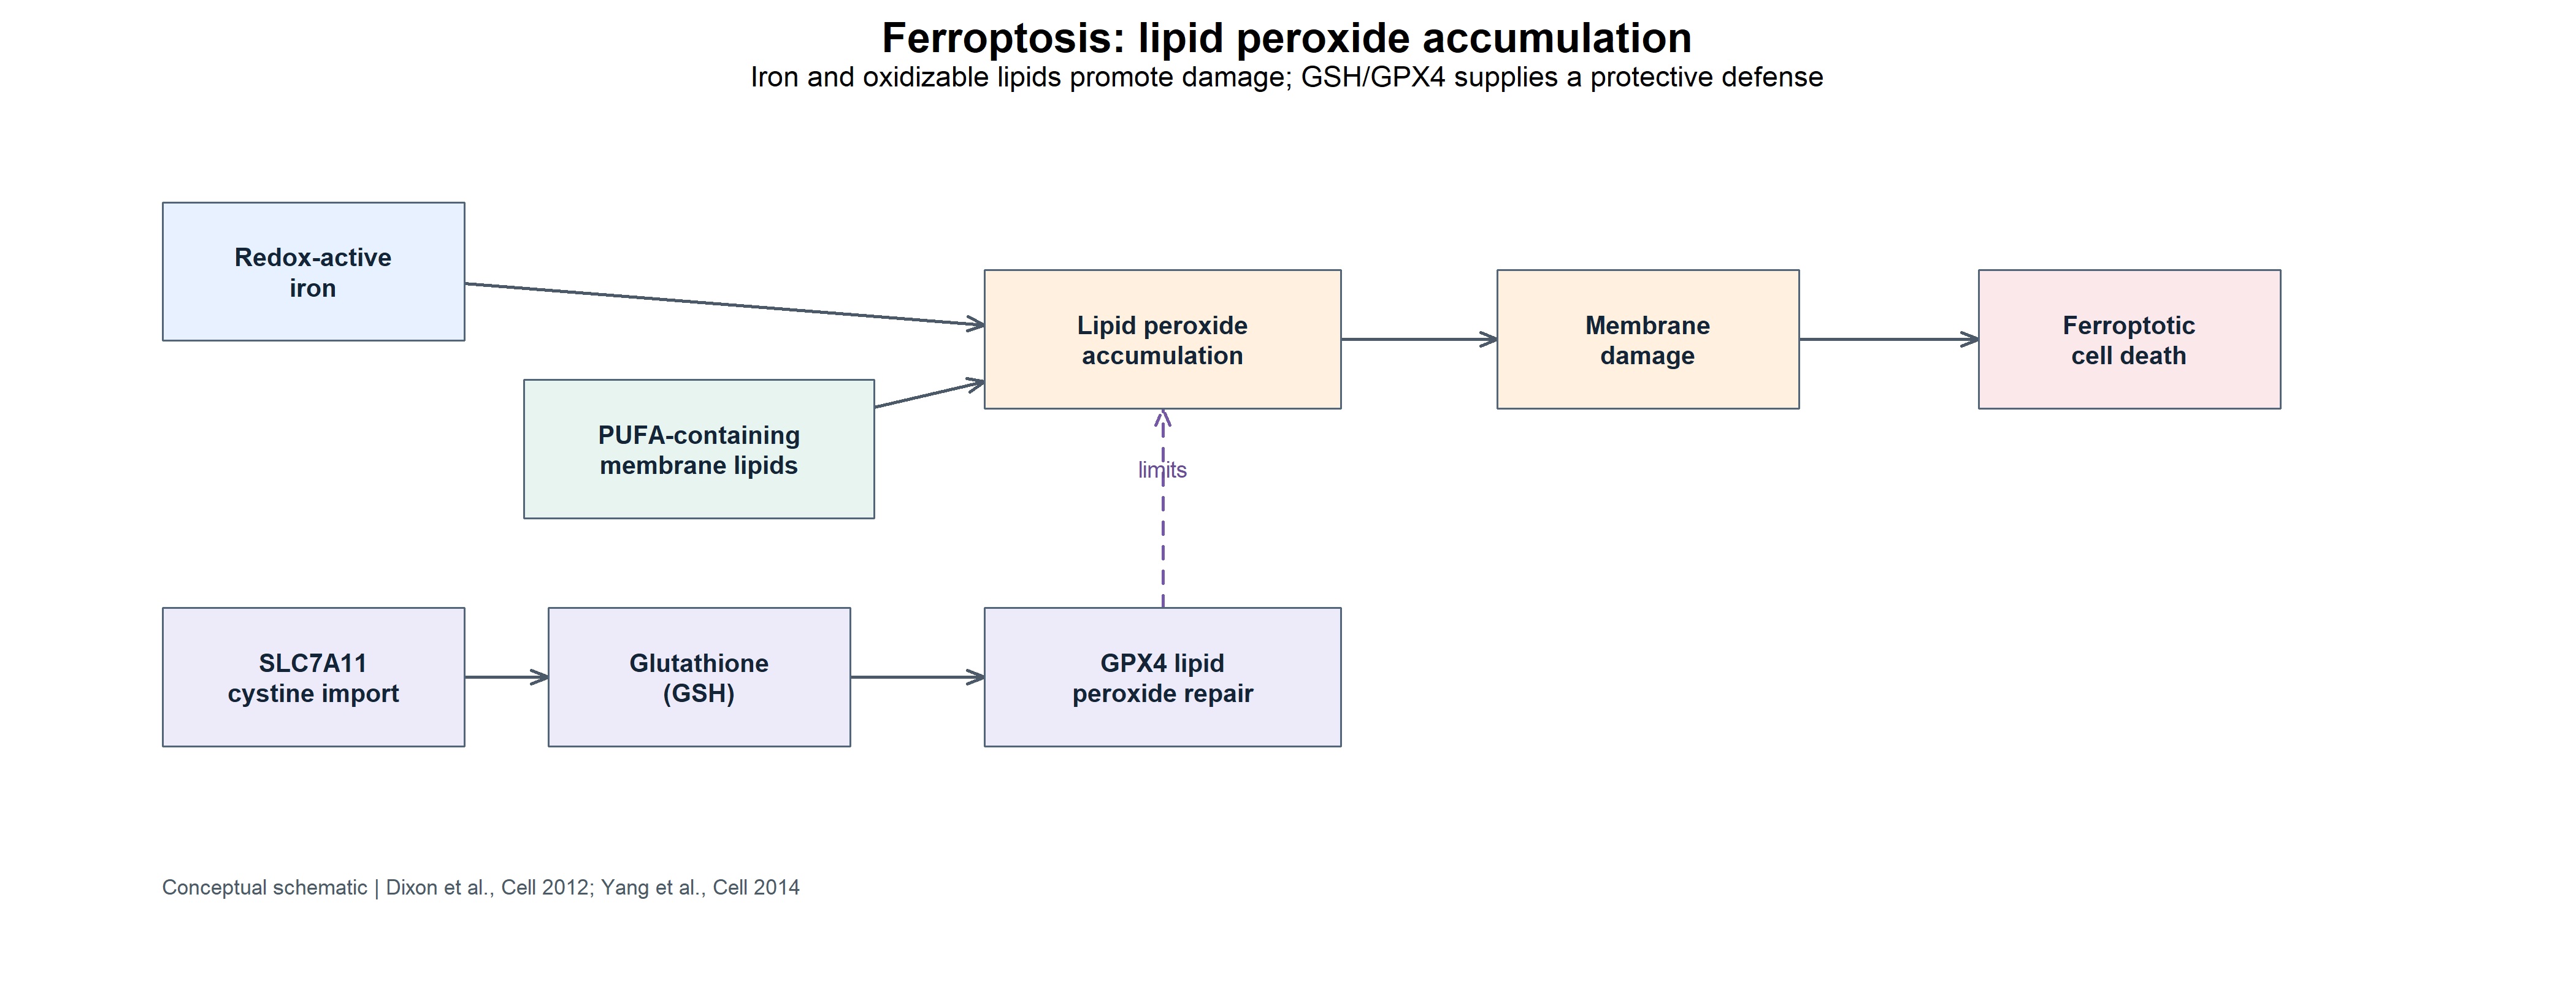 Ferroptosis: lipid peroxide accumulation
Iron and oxidizable lipids promote damage; GSH/GPX4 supplies a protective defense
Redox-active
iron
PUFA-containing
membrane lipids
Lipid peroxide
accumulation
Membrane
damage
Ferroptotic
cell death
limits
SLC7A11
cystine import
Glutathione
(GSH)
GPX4 lipid
peroxide repair
Conceptual schematic | Dixon et al., Cell 2012; Yang et al., Cell 2014